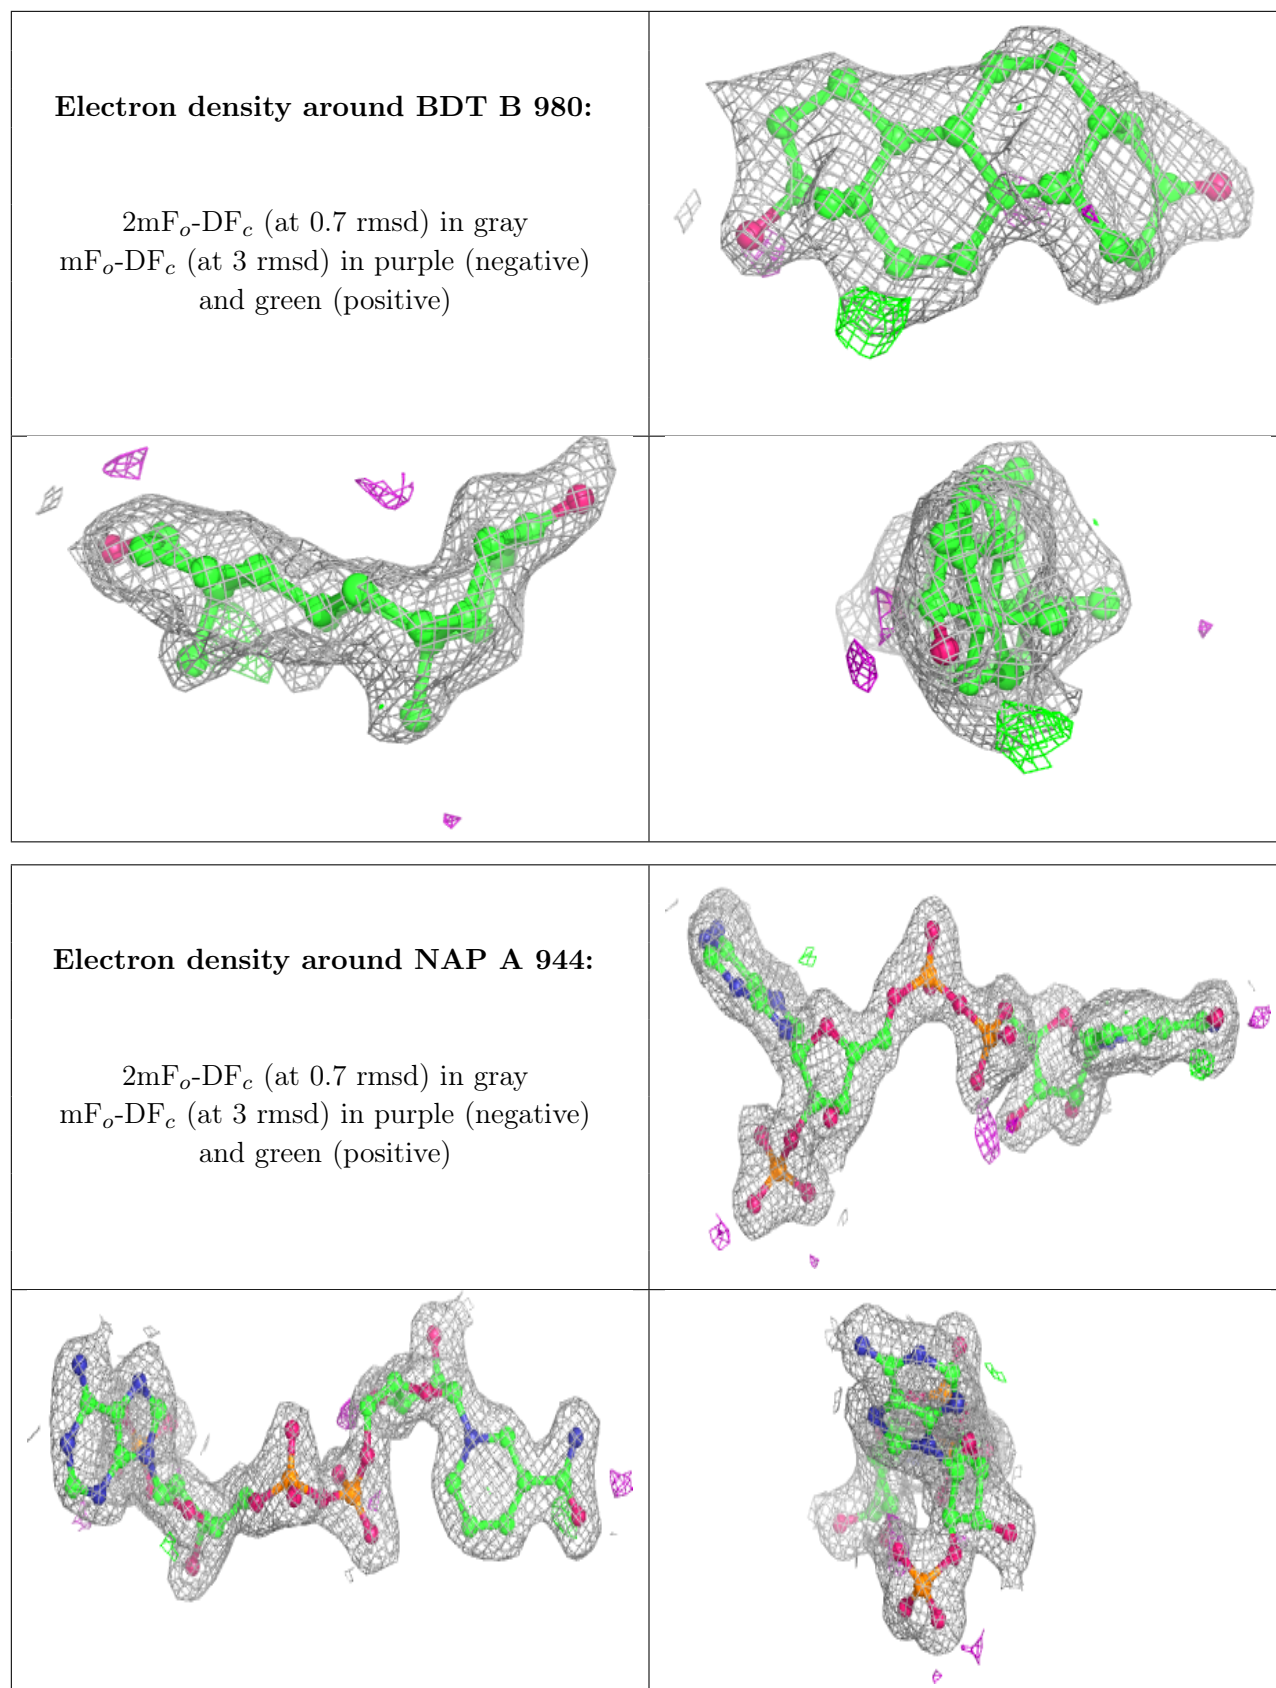 Electron density around BDT B 980:
2mFo-DFc (at 0.7 rmsd) in gray
mFo-DFc (at 3 rmsd) in purple (negative)
and green (positive)
Electron density around NAP A 944:
2mFo-DFc (at 0.7 rmsd) in gray
mFo-DFc (at 3 rmsd) in purple (negative)
and green (positive)